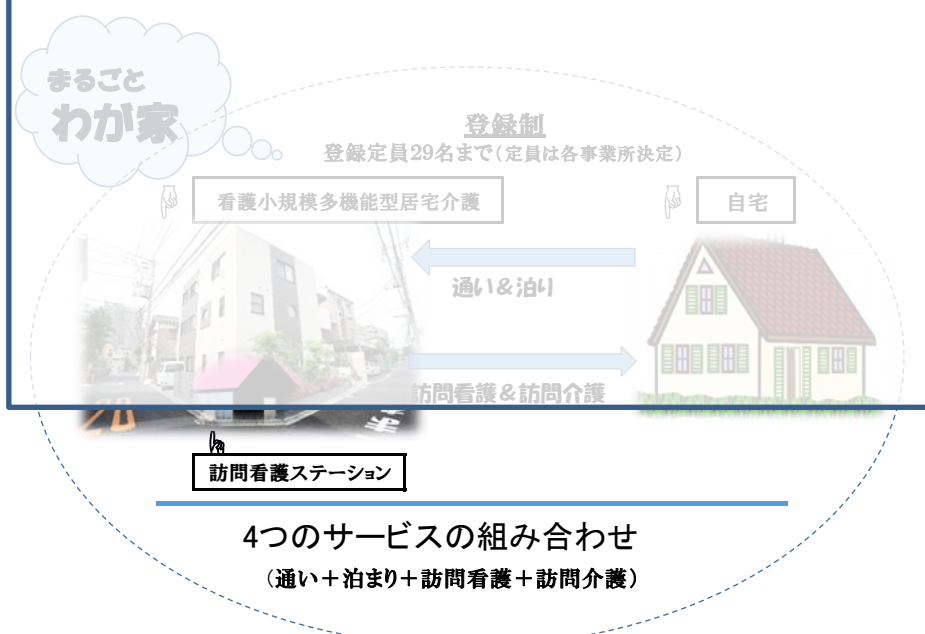 まるごと
わが家
登録制
登録定員29名まで（定員は各事業所決定）
看護小規模多機能型居宅介護
自宅
通い&泊り
訪問看護&訪問介護
訪問看護ステーション
4つのサービスの組み合わせ
（通い＋泊まり＋訪問看護＋訪問介護）